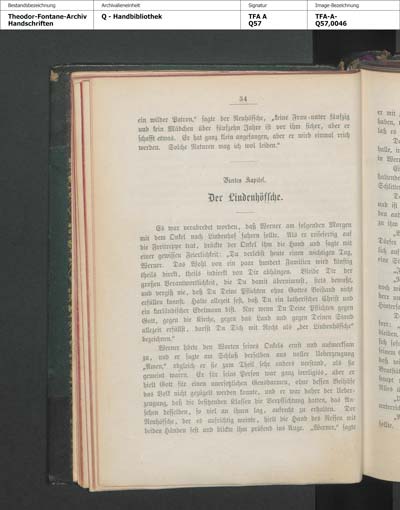 Bestandsbezeichnung
Archivalieneinheit
Signatur
Image-Bezeichnung
Theodor-Fontane-Archiv
Handschriften
Q - Handbibliothek
TFA A
Q57
TFA-A-
Q57,0046
54
ein wilder Patron,“ sagte der Neuhöfsche, „keine Frau unter fünfzig
und kein Mädchen über fünfzehn Jahre ist vor ihm sicher, aber er
schafft etwas. Er hat ganz klein angefangen, aber er wird einmal reich
werden. Solche Naturen mag ich wol leiden.“
Viertes Kapitel.
Der Lindenhöfsche.
Es war verabredet worden, daß Werner am folgenden Morgen
mit dem Onkel nach Lindenhof fahren sollte. Als er reisefertig auf
die Freitreppe trat, drückte der Onkel ihm die Hand und sagte mit
einer gewissen Feierlichkeit: „Du verlebst heute einen wichtigen Tag,
Werner. Das Wohl von ein paar hundert Familien wird künftig
theils direkt, theils indirekt von Dir abhängen. Bleibe Dir der
großen Verantwortlichkeit, die Du damit übernimmst, stets bewußt,
und vergiß nie, daß Du Deine Pflichten ohne Gottes Beistand nicht
erfüllen kannst. Halte allezeit fest, daß Du ein lutherischer Christ und
ein kurländischer Edelmann bist. Nur wenn Du Deine Pflichten gegen
Gott, gegen die Kirche, gegen das Land und gegen Deinen Stand
allezeit erfüllst, darfst Du Dich mit Recht als „der Lindenhöfsche“
bezeichnen.“
Werner hörte den Worten seines Onkels ernst und aufmerksam
zu, und er sagte am Schluß derselben aus voller Ueberzeugung
„Amen,“ obgleich er sie zum Theil sehr anders verstand, als sie
gemeint waren. Er für seine Person war ganz irreligiös, aber er
hielt Gott für einen unersetzlichen Gensdarmen, ohne dessen Beihülfe
das Volk nicht gezügelt werden konnte, und er war daher der Ueber-
zeugung, daß die besitzenden Klassen die Verpflichtung hatten, das An-
sehen desselben, so viel an ihnen lag, aufrecht zu erhalten. Der
Neuhöfsche, der es aufrichtig meinte, hielt die Hand des Neffen mit
beiden Händen fest und blickte ihm prüfend ins Auge. „Werner,“ sagte